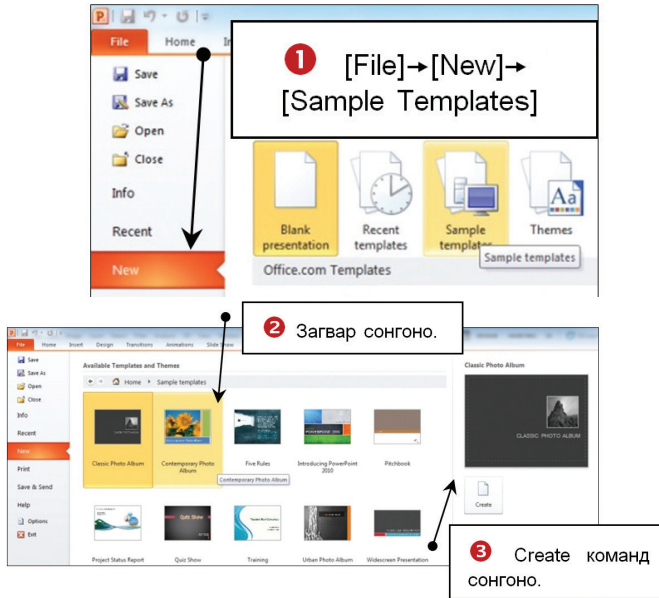 P
File Home In
❶ [File]→[New]→
[Sample Templates]
Save
Save As
Open
Close
Info
Recent
New
Blank
presentation
Recent
templates
Sample
templates
Themes
Aa
Sample templates
Office.com Templates
❷ Загвар сонгоно.
File Home Insert Design Transitions Animations Slide Show
Save
Save As
Open
Close
Info
Recent
New
Print
Save & Send
Help
Options
Exit
Available Templates and Themes
Home Sample templates
Classic Photo Album
Contemporary Photo
Album
Five Rules
Introducing PowerPoint
2010
Pitchbook
Contemporary Photo Album
Quiz Show
Project Status Report
Quiz Show
Training
Urban Photo Album
Widescreen Presentation
Classic Photo Album
CLASSIC PHOTO ALBUM
Create
❸ Create команд
сонгоно.